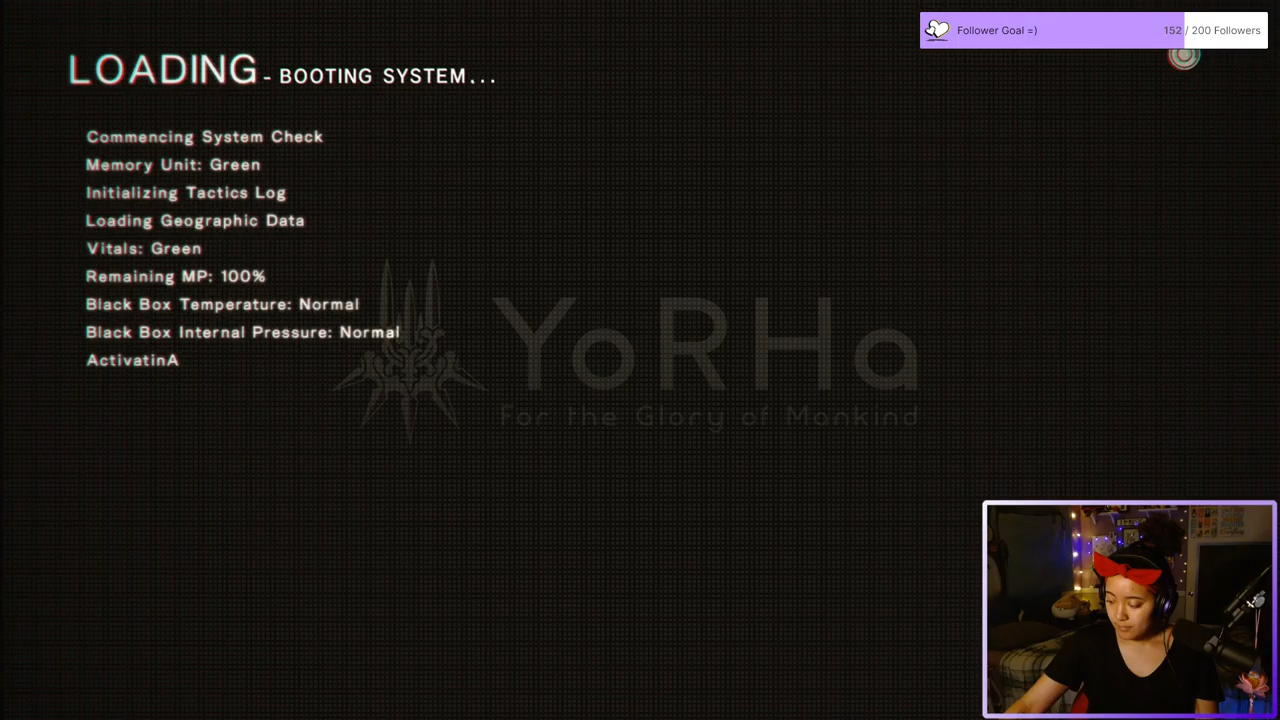 Follower Goal =)
152 / 200 Followers
LOADING - BOOTING SYSTEM...
Commencing System Check
Memory Unit: Green
Initializing Tactics Log
Loading Geographic Data
Vitals: Green
Remaining MP: 100%
Black Box Temperature: Normal
Black Box Internal Pressure: Normal
ActivatinA
YoRHa
For the Glory of Mankind